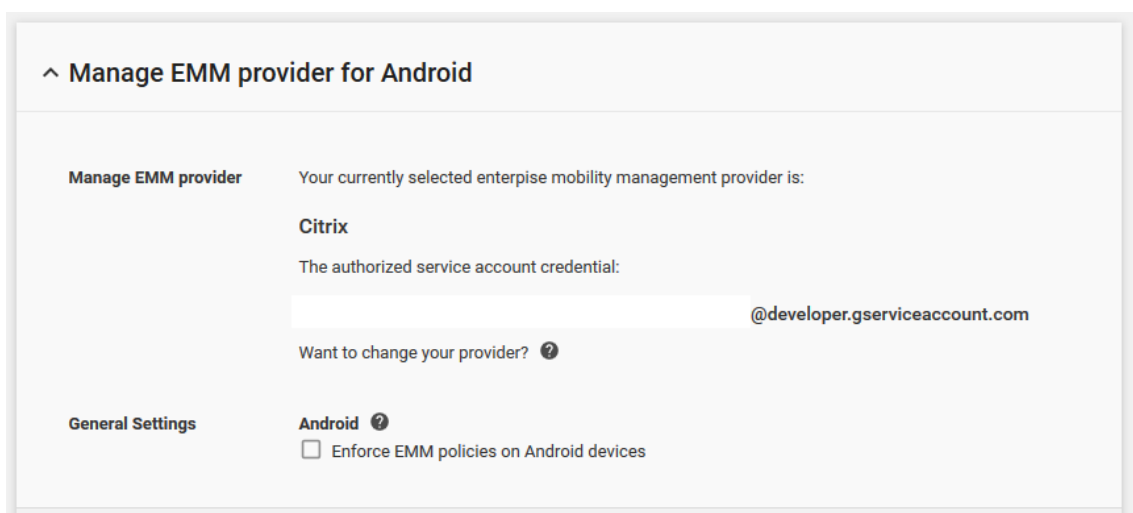 Manage EMM provider for Android
Manage EMM provider
Your currently selected enterpise mobility management provider is:
Citrix
The authorized service account credential:
@developer.gserviceaccount.com
Want to change your provider?
General Settings
Android
Enforce EMM policies on Android devices